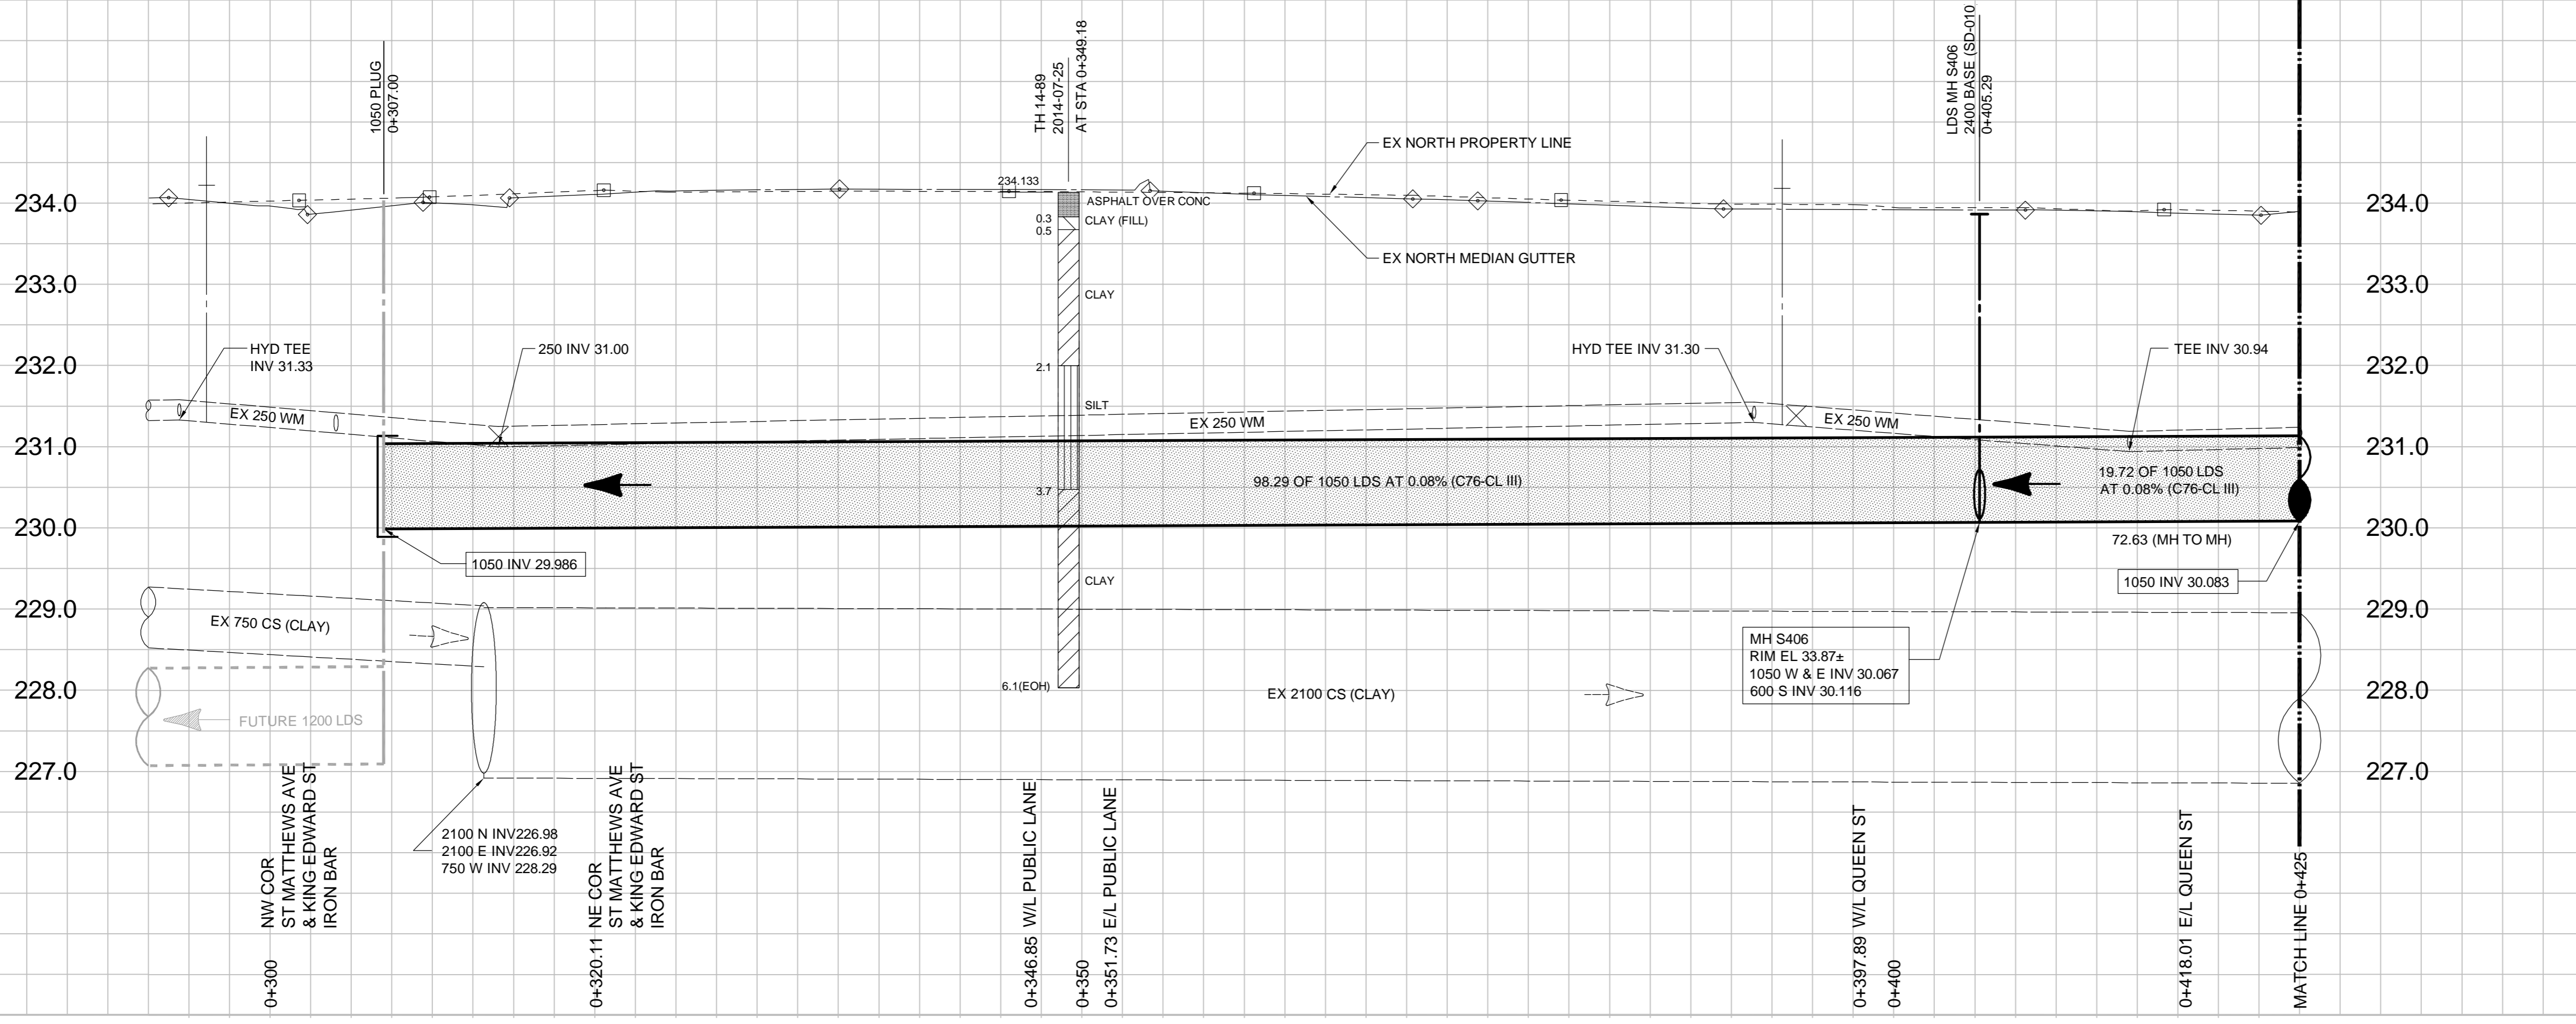 1050 PLUG
0+307.00
TH 14-89
2014-07-25
AT STA 0+349.18
LDS MH S406
2400 BASE (SD-010
0+405.29
EX NORTH PROPERTY LINE
234.133
234.0
ASPHALT OVER CONC
234.0
0.3
CLAY (FILL)
0.5
EX NORTH MEDIAN GUTTER
233.0
CLAY
233.0
HYD TEE
INV 31.33
250 INV 31.00
HYD TEE INV 31.30
TEE INV 30.94
232.0
2.1
232.0
SILT
EX 250 WM
EX 250 WM
EX 250 WM
231.0
231.0
98.29 OF 1050 LDS AT 0.08% (C76-CL III)
19.72 OF 1050 LDS
AT 0.08% (C76-CL III)
3.7
230.0
230.0
72.63 (MH TO MH)
1050 INV 29.986
CLAY
1050 INV 30.083
229.0
229.0
EX 750 CS (CLAY)
MH S406
RIM EL 33.87±
1050 W & E INV 30.067
600 S INV 30.116
228.0
6.1(EOH)
EX 2100 CS (CLAY)
228.0
FUTURE 1200 LDS
227.0
227.0
2100 N INV226.98
2100 E INV226.92
750 W INV 228.29
NW COR
ST MATTHEWS AVE
& KING EDWARD ST
IRON BAR
0+300
0+320.11 NE COR
ST MATTHEWS AVE
& KING EDWARD ST
IRON BAR
0+346.85 W/L PUBLIC LANE
0+350
0+351.73 E/L PUBLIC LANE
0+397.89 W/L QUEEN ST
0+400
0+418.01 E/L QUEEN ST
MATCH LINE 0+425